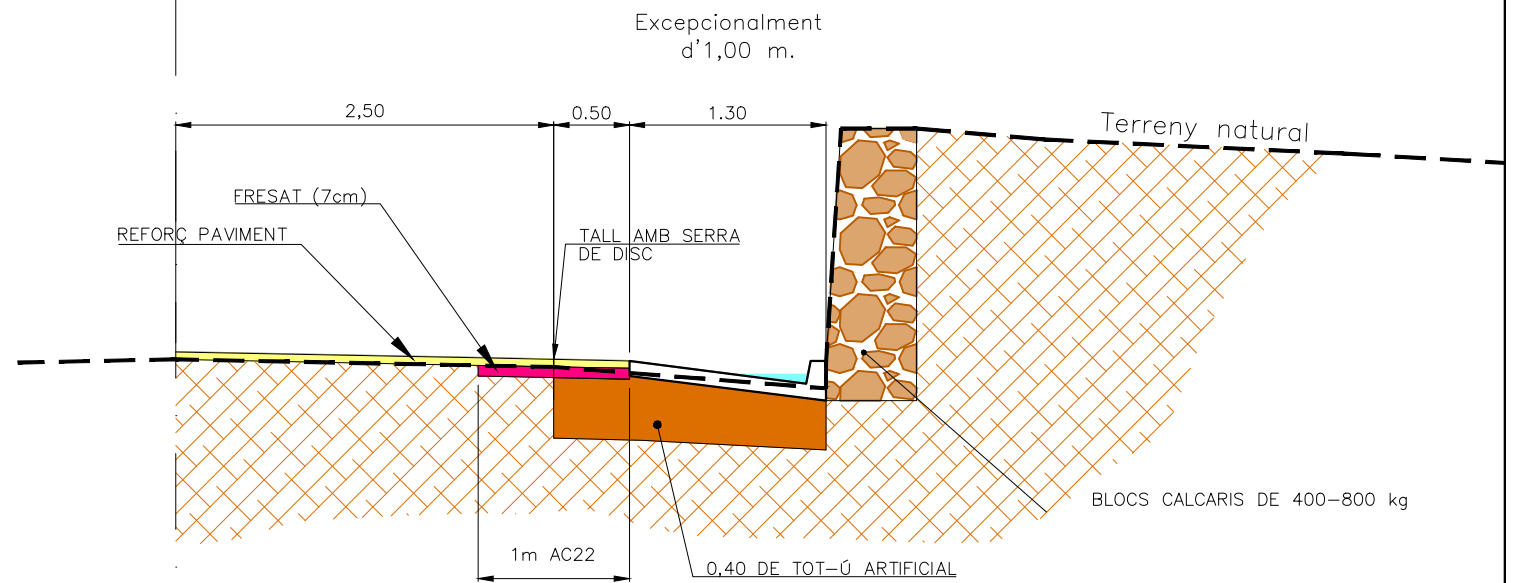 Excepcionalment
d'1,00 m.
2,50
0.50
1.30
Terreny natural
FRESAT (7cm)
REFORÇ PAVIMENT
TALL AMB SERRA
DE DISC
BLOCS CALCARIS DE 400-800 kg
1m AC22
0,40 DE TOT-Ú ARTIFICIAL